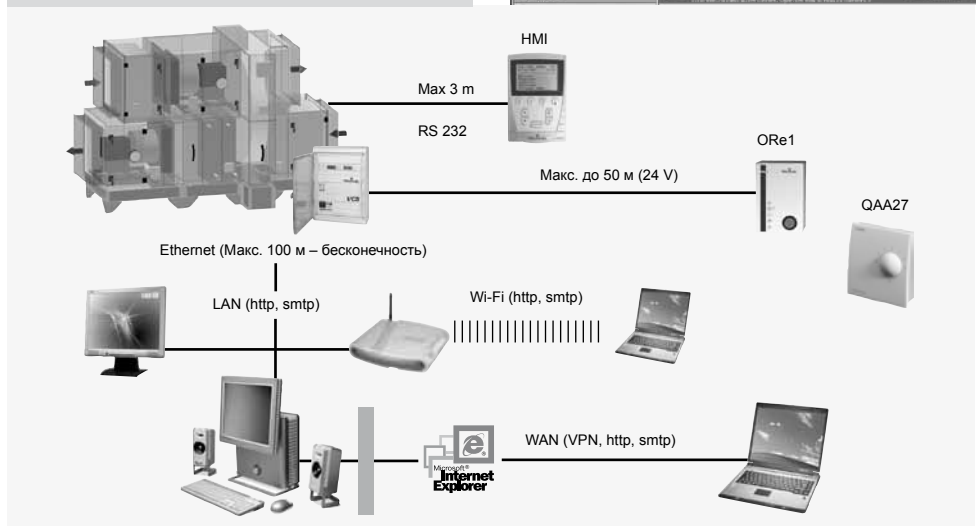 HMI
Max 3 m
RS 232
ORe1
Макс. до 50 м (24 V)
QAA27
VCB
Ethernet (Макс. 100 м – бесконечность)
LAN (http, smtp)
Wi-Fi (http, smtp)
WAN (VPN, http, smtp)
Microsoft®
Internet
Explorer